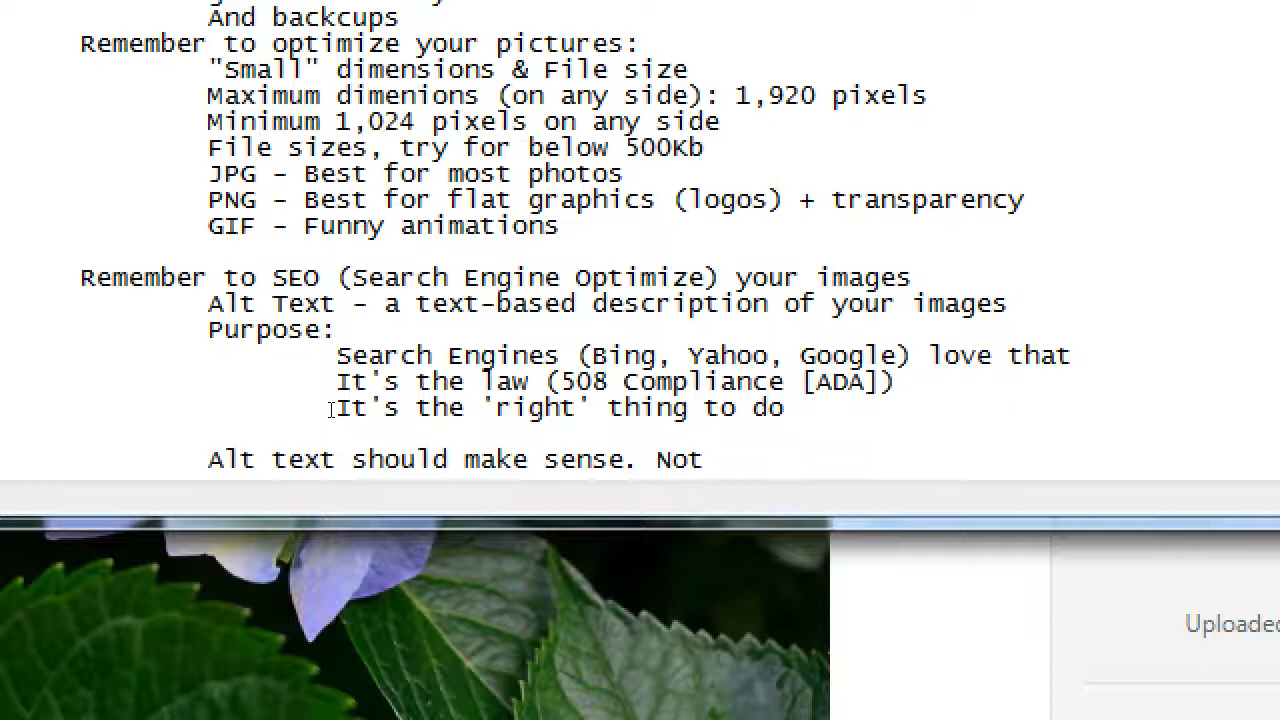 And backcups
Remember to optimize your pictures:
"Small" dimensions & File size
Maximum dimenions (on any side): 1,920 pixels
Minimum 1,024 pixels on any side
File sizes, try for below 500Kb
JPG - Best for most photos
PNG - Best for flat graphics (logos) + transparency
GIF - Funny animations
Remember to SEO (Search Engine Optimize) your images
Alt Text - a text-based description of your images
Purpose:
Search Engines (Bing, Yahoo, Google) love that
It's the law (508 Compliance [ADA])
It's the 'right' thing to do
Alt text should make sense. Not
Uploaded